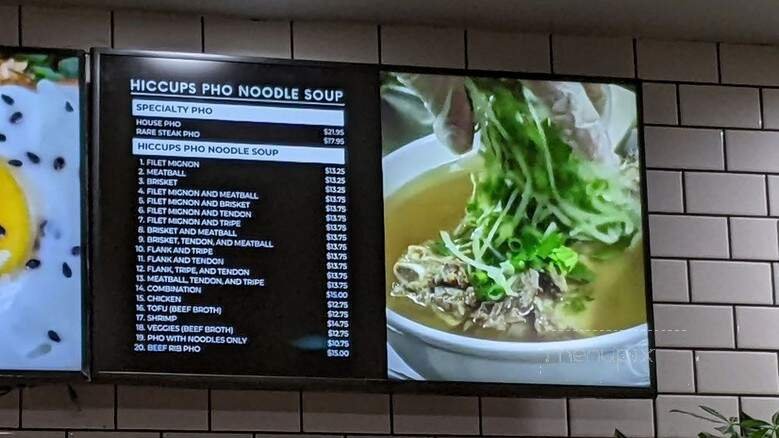 HICCUPS PHO NOODLE SOUP
SPECIALTY PHO
HOUSE PHO $21.95
RARE STEAK PHO $17.95
HICCUPS PHO NOODLE SOUP
1. FILET MIGNON $13.25
2. MEATBALL $13.25
3. BRISKET $13.25
4. FILET MIGNON AND MEATBALL $13.75
5. FILET MIGNON AND BRISKET $13.75
6. FILET MIGNON AND TENDON $13.75
7. FILET MIGNON AND TRIPE $13.75
8. BRISKET AND MEATBALL $13.75
9. BRISKET, TENDON, AND MEATBALL $13.75
10. FLANK AND TRIPE $13.75
11. FLANK AND TENDON $13.75
12. FLANK, TRIPE, AND TENDON $13.75
13. MEATBALL, TENDON, AND TRIPE $13.75
14. COMBINATION $15.00
15. CHICKEN $12.75
16. TOFU (BEEF BROTH) $12.75
17. SHRIMP $14.75
18. VEGGIES (BEEF BROTH) $12.75
19. PHO WITH NOODLES ONLY $10.75
20. BEEF RIB PHO $15.00
menupix